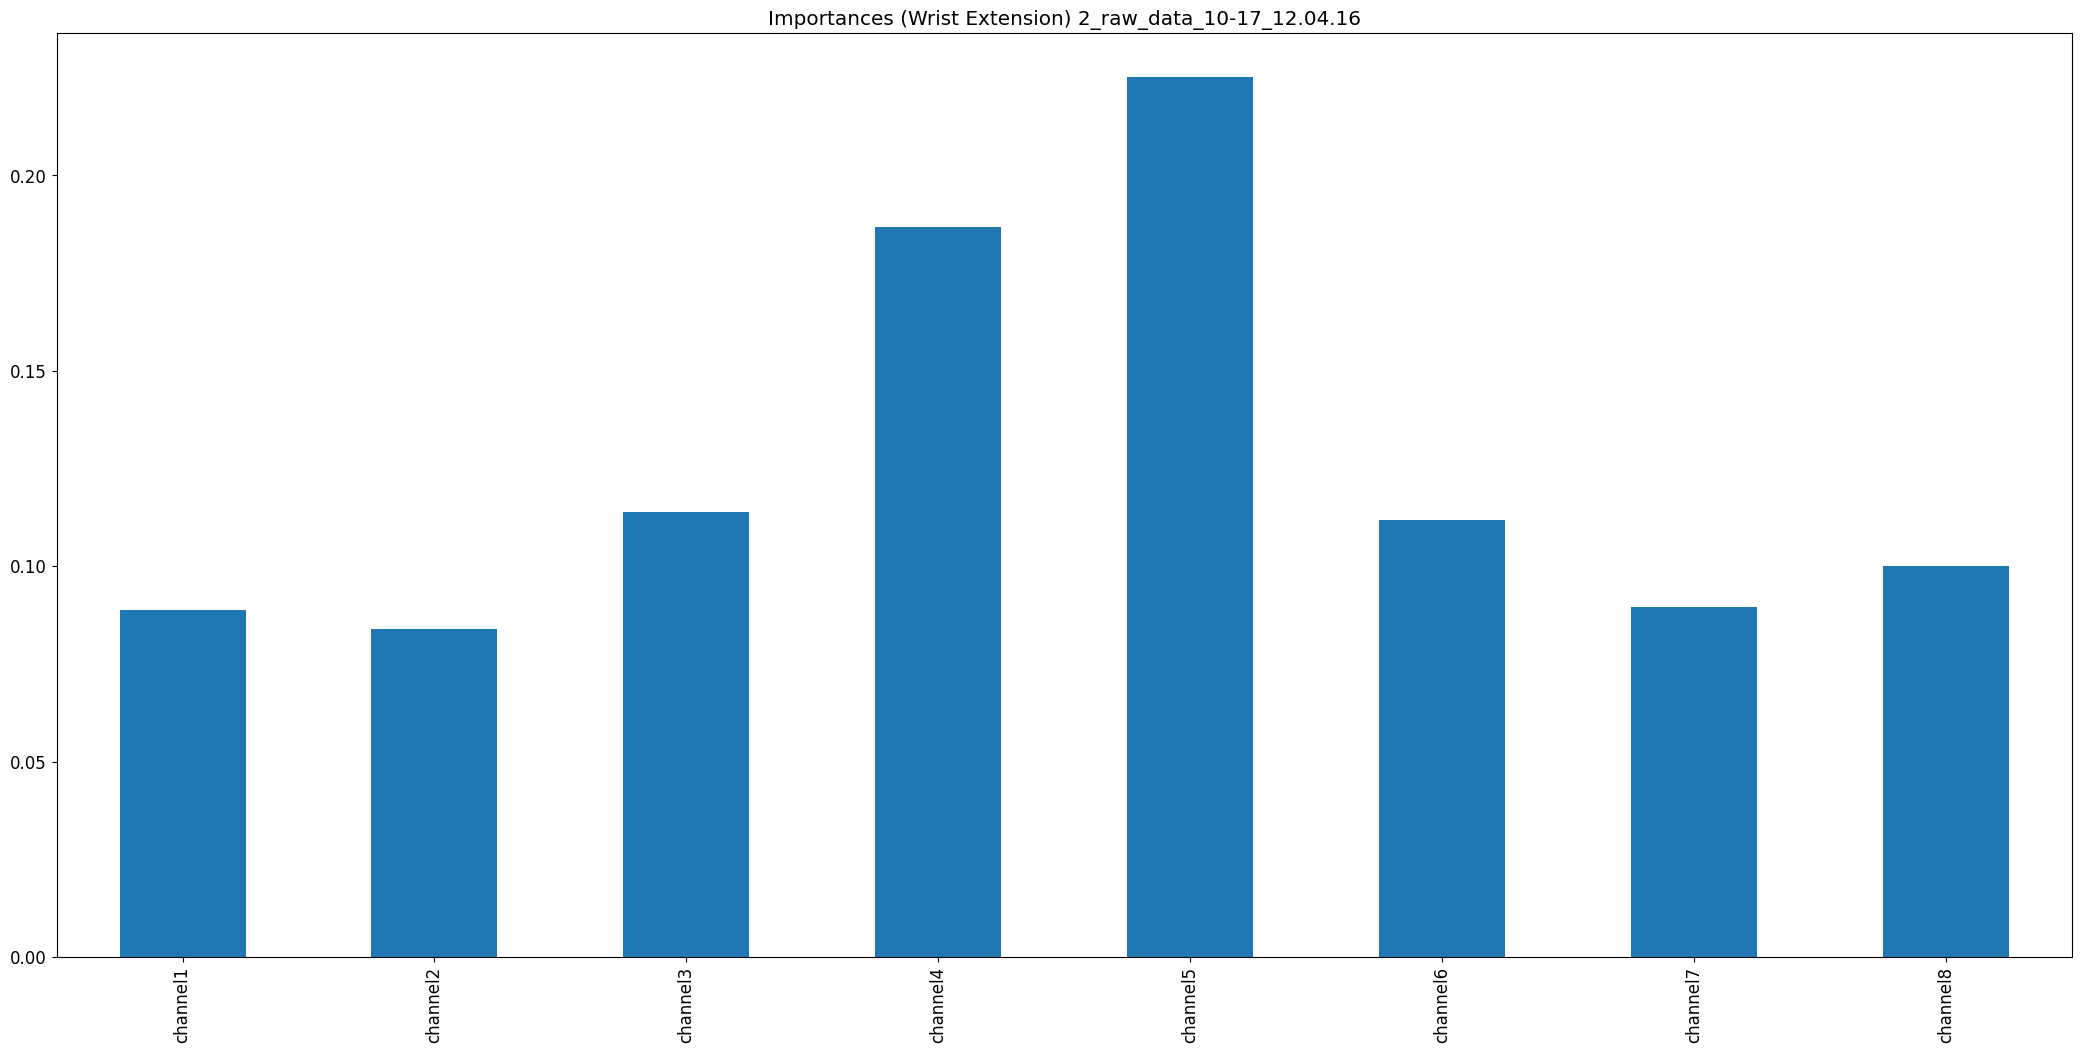 Importances (Wrist Extension) 2_raw_data_10-17_12.04.16
0.20
0.15
0.10
0.05
0.00
channel1
channel2
channel3
channel4
channel5
channel6
channel7
channel8